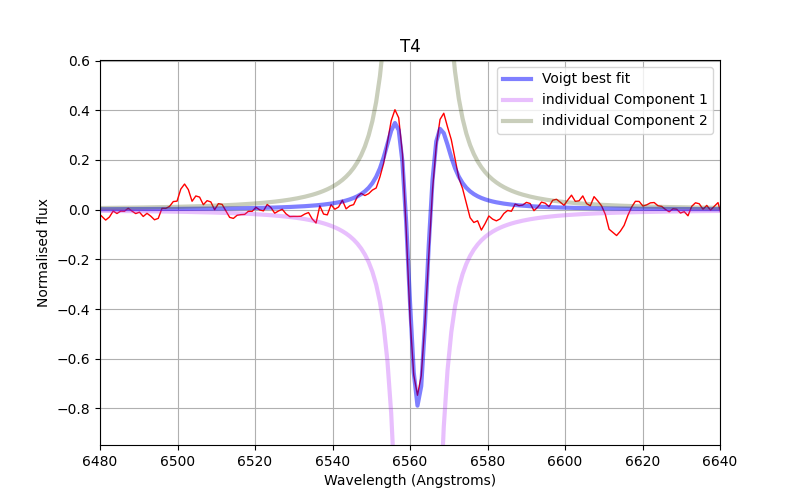 T4
Voigt best fit
individual Component 1
individual Component 2
Normalised flux
0.6
0.4
0.2
0.0
−0.2
−0.4
−0.6
−0.8
6480 6500 6520 6540 6560 6580 6600 6620 6640
Wavelength (Angstroms)